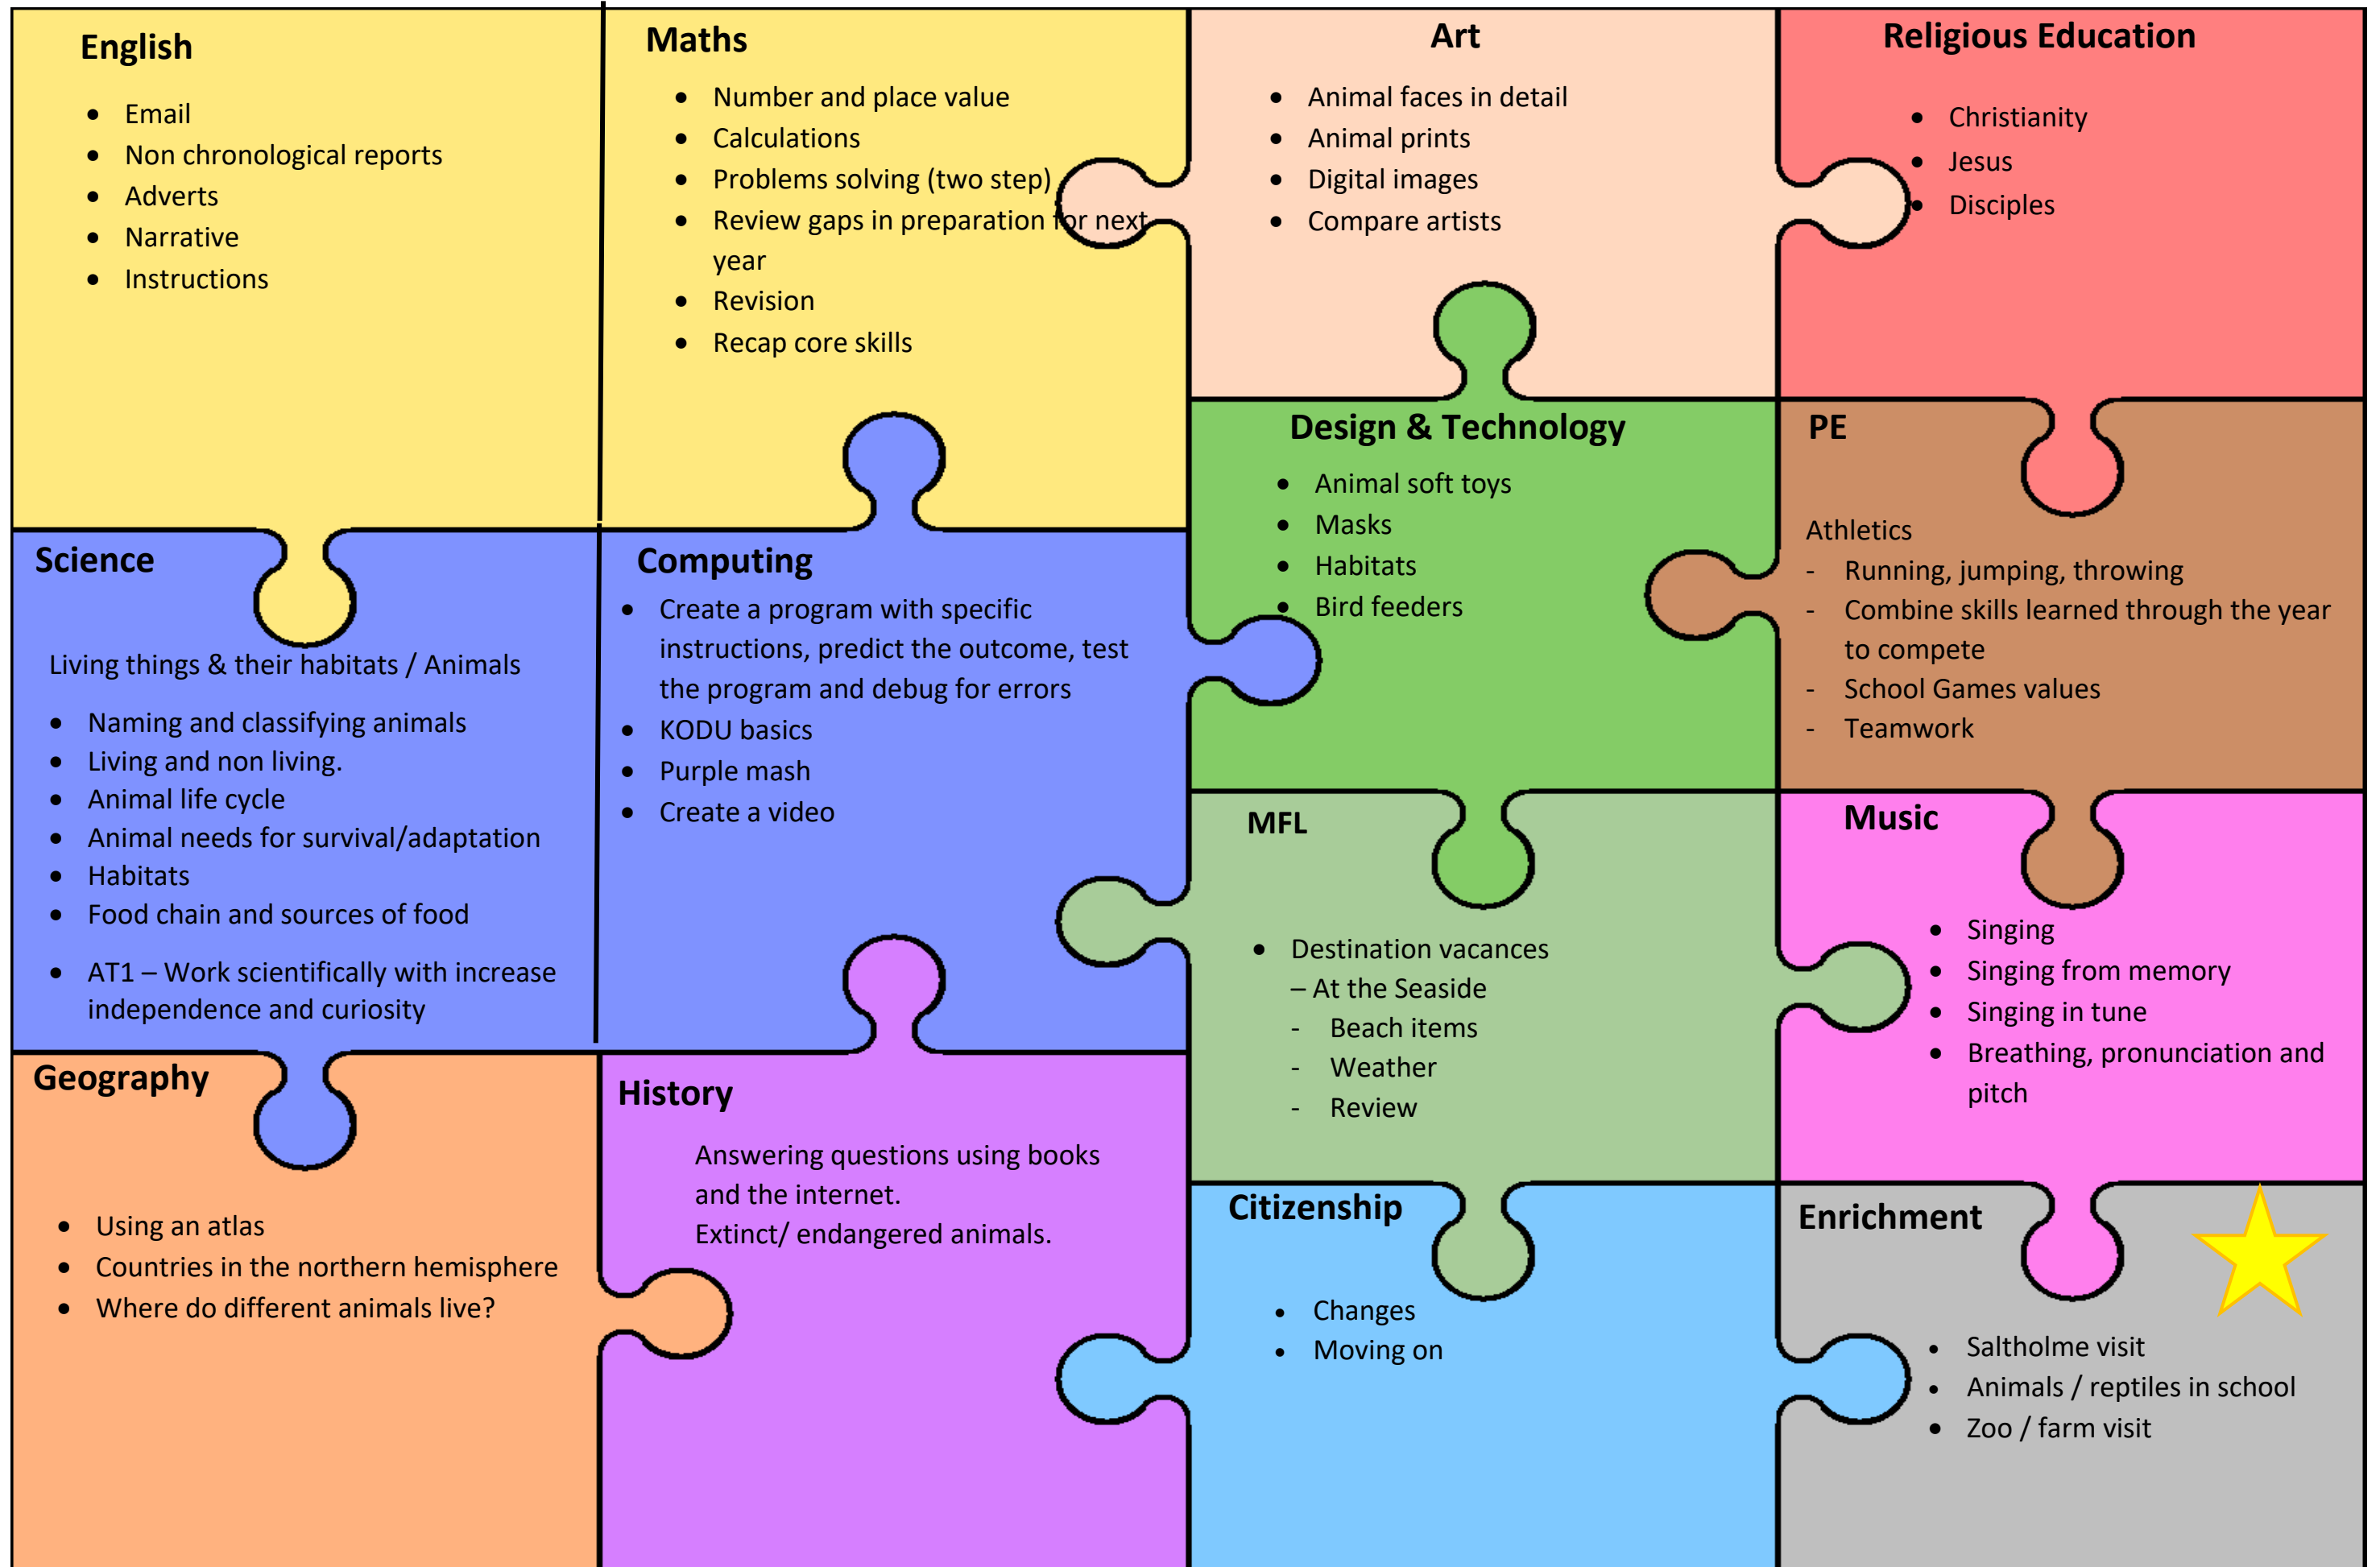 English
• Email
• Non chronological reports
• Adverts
• Narrative
• Instructions
Maths
• Number and place value
• Calculations
• Problems solving (two step)
• Review gaps in preparation for next
year
• Revision
• Recap core skills
Art
• Animal faces in detail
• Animal prints
• Digital images
• Compare artists
Religious Education
• Christianity
• Jesus
• Disciples
Design & Technology
• Animal soft toys
• Masks
• Habitats
• Bird feeders
PE
Athletics
- Running, jumping, throwing
- Combine skills learned through the year
to compete
- School Games values
- Teamwork
Science
Living things & their habitats / Animals
• Naming and classifying animals
• Living and non living.
• Animal life cycle
• Animal needs for survival/adaptation
• Habitats
• Food chain and sources of food
• AT1 – Work scientifically with increase
independence and curiosity
Computing
• Create a program with specific
instructions, predict the outcome, test
the program and debug for errors
• KODU basics
• Purple mash
• Create a video
MFL
• Destination vacances
– At the Seaside
- Beach items
- Weather
- Review
Music
• Singing
• Singing from memory
• Singing in tune
• Breathing, pronunciation and
pitch
Geography
• Using an atlas
• Countries in the northern hemisphere
• Where do different animals live?
History
Answering questions using books
and the internet.
Extinct/ endangered animals.
Citizenship
• Changes
• Moving on
Enrichment
• Saltholme visit
• Animals / reptiles in school
• Zoo / farm visit